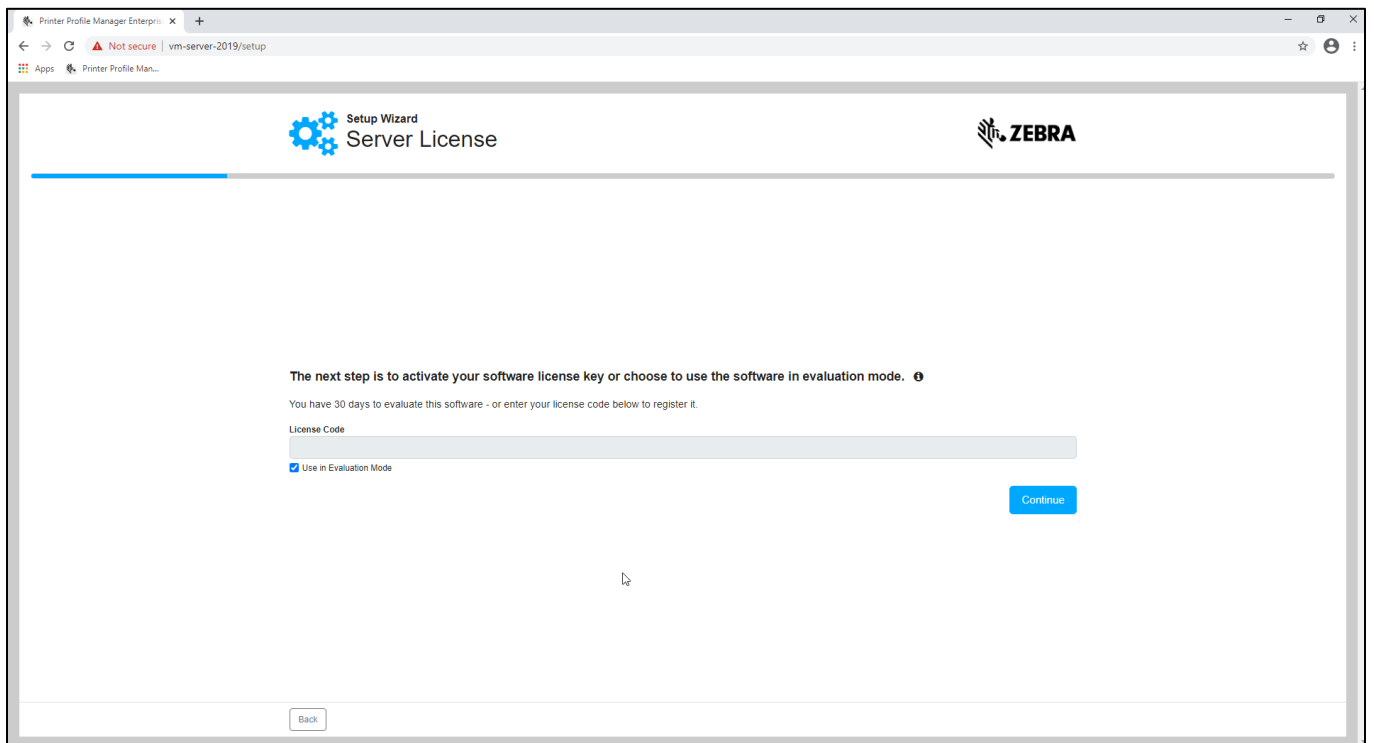 Printer Profile Manager Enterpris
Not secure | vm-server-2019/setup
Apps Printer Profile Man...
Setup Wizard
Server License
ZEBRA
The next step is to activate your software license key or choose to use the software in evaluation mode.
You have 30 days to evaluate this software - or enter your license code below to register it.
License Code
Use in Evaluation Mode
Continue
Back